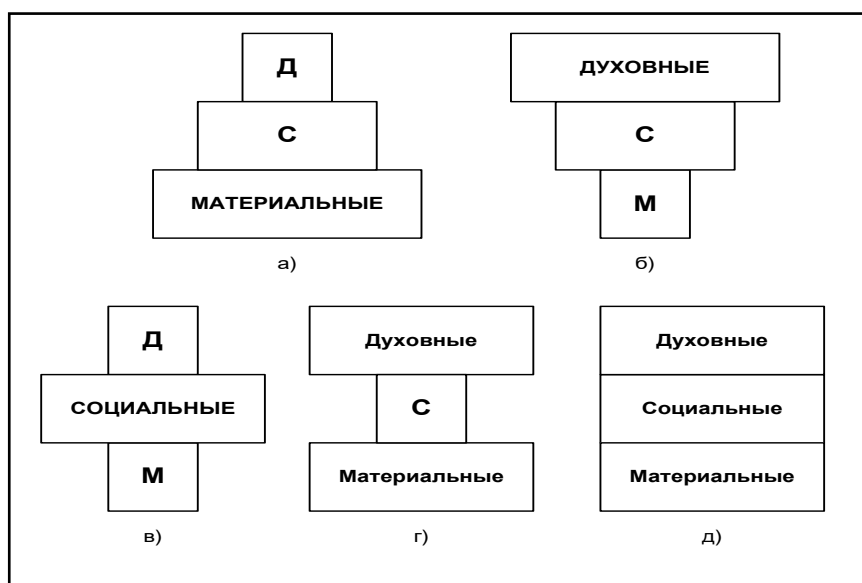 Д
С
МАТЕРИАЛЬНЫЕ
а)
ДУХОВНЫЕ
С
М
б)
Д
СОЦИАЛЬНЫЕ
М
в)
Духовные
С
Материальные
г)
Духовные
Социальные
Материальные
д)